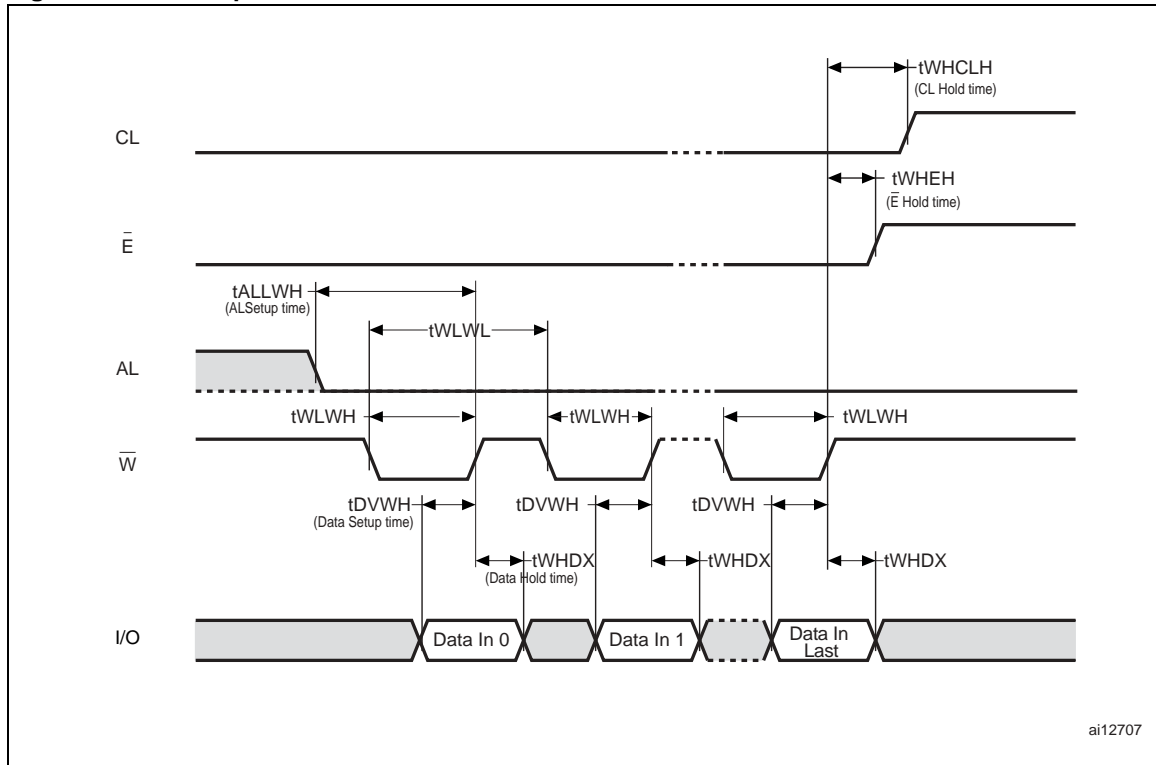 tWHCLH
(CL Hold time)
CL
tWHEH
(E̅ Hold time)
E̅
tALLWH
(ALSetup time)
tWLWL
AL
tWLWH
tWLWH
tWLWH
W̅
tDVWH
tDVWH
tDVWH
(Data Setup time)
tWHDX
tWHDX
tWHDX
(Data Hold time)
I/O
Data In 0
Data In 1
Data In
Last
ai12707